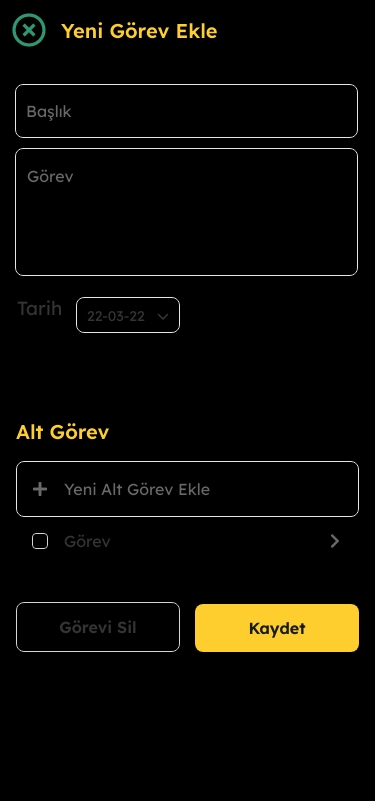 Yeni Görev Ekle
Başlık
Görev
Tarih
22-03-22
Alt Görev
Yeni Alt Görev Ekle
Görev
Görevi Sil
Kaydet